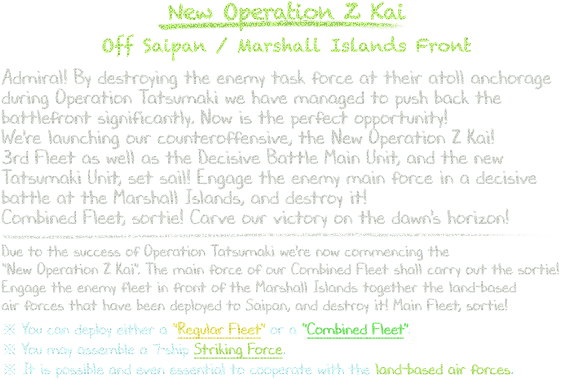 New Operation Z Kai
Off Saipan / Marshall Islands Front
Admiral! By destroying the enemy task force at their atoll anchorage
during Operation Tatsumaki we have managed to push back the
battlefront significantly. Now is the perfect opportunity!
We're launching our counteroffensive, the New Operation Z Kai!
3rd Fleet as well as the Decisive Battle Main Unit, and the new
Tatsumaki Unit, set sail! Engage the enemy main force in a decisive
battle at the Marshall Islands, and destroy it!
Combined Fleet, sortie! Carve our victory on the dawn's horizon!
Due to the success of Operation Tatsumaki we're now commencing the
"New Operation Z Kai". The main force of our Combined Fleet shall carry out the sortie!
Engage the enemy fleet in front of the Marshall Islands together the land-based
air forces that have been deployed to Saipan, and destroy it! Main Fleet, sortie!
※ You can deploy either a "Regular Fleet" or a "Combined Fleet"
※ You may assemble a 7-ship Striking Force.
※ It is possible and even essential to cooperate with the land-based air forces.